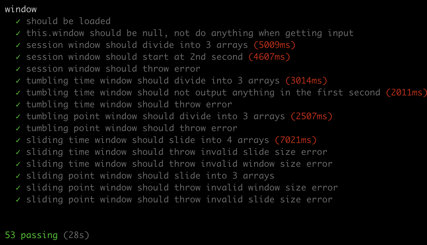 window
✓ should be loaded
✓ this.window should be null, not do anything when getting input
✓ session window should divide into 3 arrays (5009ms)
✓ session window should start at 2nd second (4607ms)
✓ session window should throw error
✓ tumbling time window should divide into 3 arrays (3014ms)
✓ tumbling time window should not output anything in the first second (2011ms)
✓ tumbling time window should throw error
✓ tumbling point window should divide into 3 arrays (2507ms)
✓ tumbling point window should throw error
✓ sliding time window should slide into 4 arrays (7021ms)
✓ sliding time window should throw invalid slide size error
✓ sliding time window should throw invalid window size error
✓ sliding point window should slide into 3 arrays
✓ sliding point window should throw invalid window size error
✓ sliding point window should throw invalid slide size error
53 passing (28s)